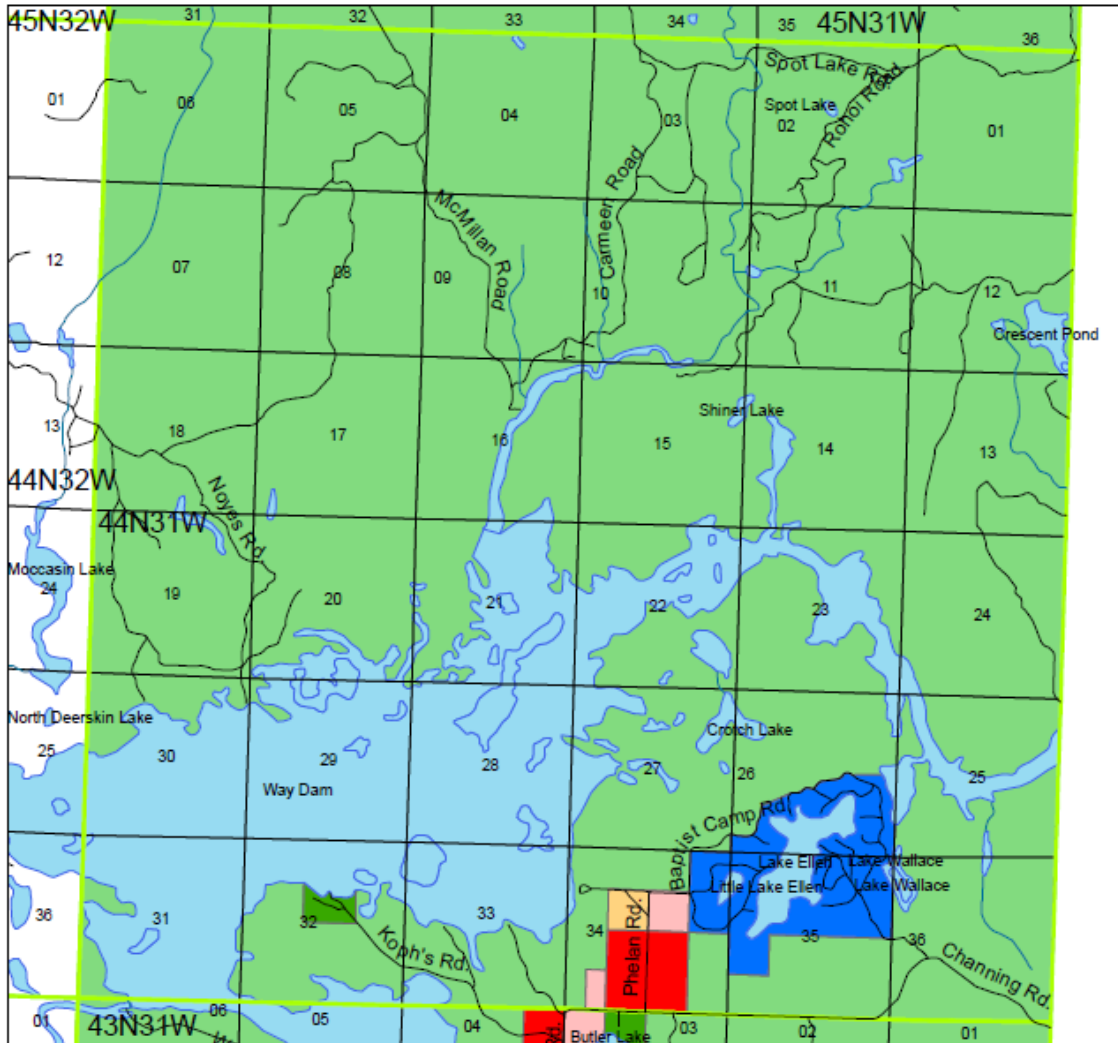 45N32W
31
32
33
34
35
45N31W
36
Spot Lake R
01
06
05
04
03
Spot Lake
02
Rohol Road
01
McMillan Road
Carmeen Road
12
07
08
09
10
11
12
Crescent Pond
13
18
17
16
15
Shiner Lake
14
13
44N32W
Noyes Rd.
44N31W
Moccasin Lake
24
19
20
21
22
23
24
North Deerskin Lake
25
30
29
28
27
Crotch Lake
26
25
Way Dam
Baptist Camp Rd.
Lake Ellen
Lake Wallace
Little Lake Ellen
Lake Wallace
36
31
32
33
34
Phelan Rd.
35
36
Koph's Rd.
Channing Rd.
01
43N31W
06
05
04
Rd.
Butler Lake
03
02
01